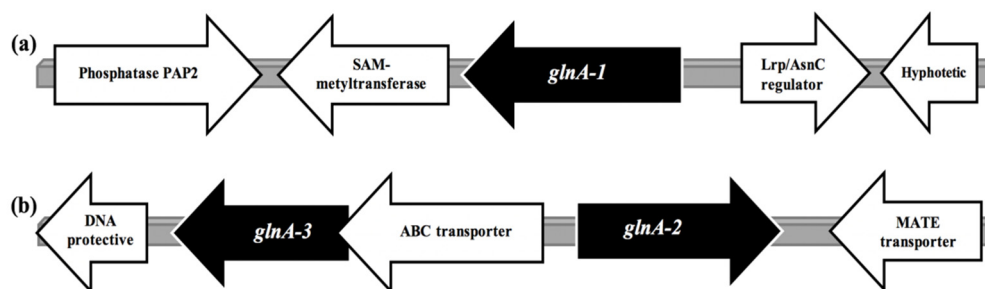 (a)
Phosphatase PAP2
SAM-
metyltransferase
glnA-1
Lrp/AsnC
regulator
Hyphotetic
(b)
DNA
protective
glnA-3
ABC transporter
glnA-2
MATE
transporter